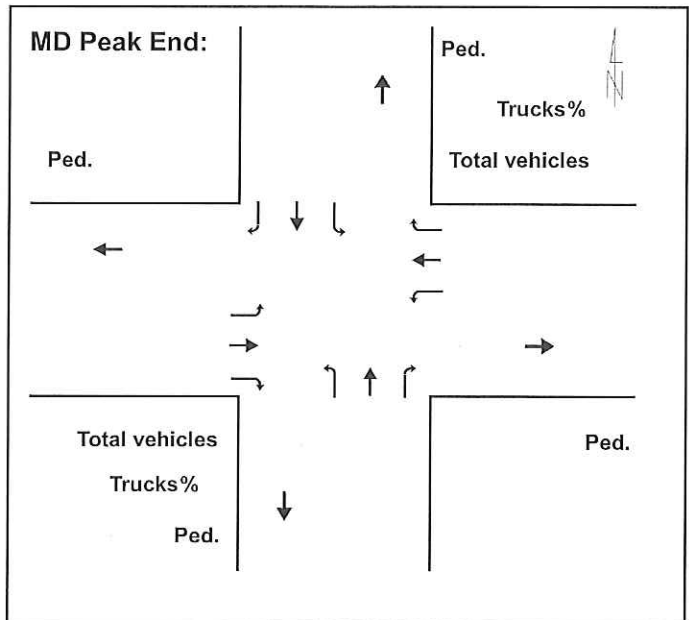 MD Peak End:
Ped.
N
Trucks%
Ped.
Total vehicles
Total vehicles
Ped.
Trucks%
Ped.